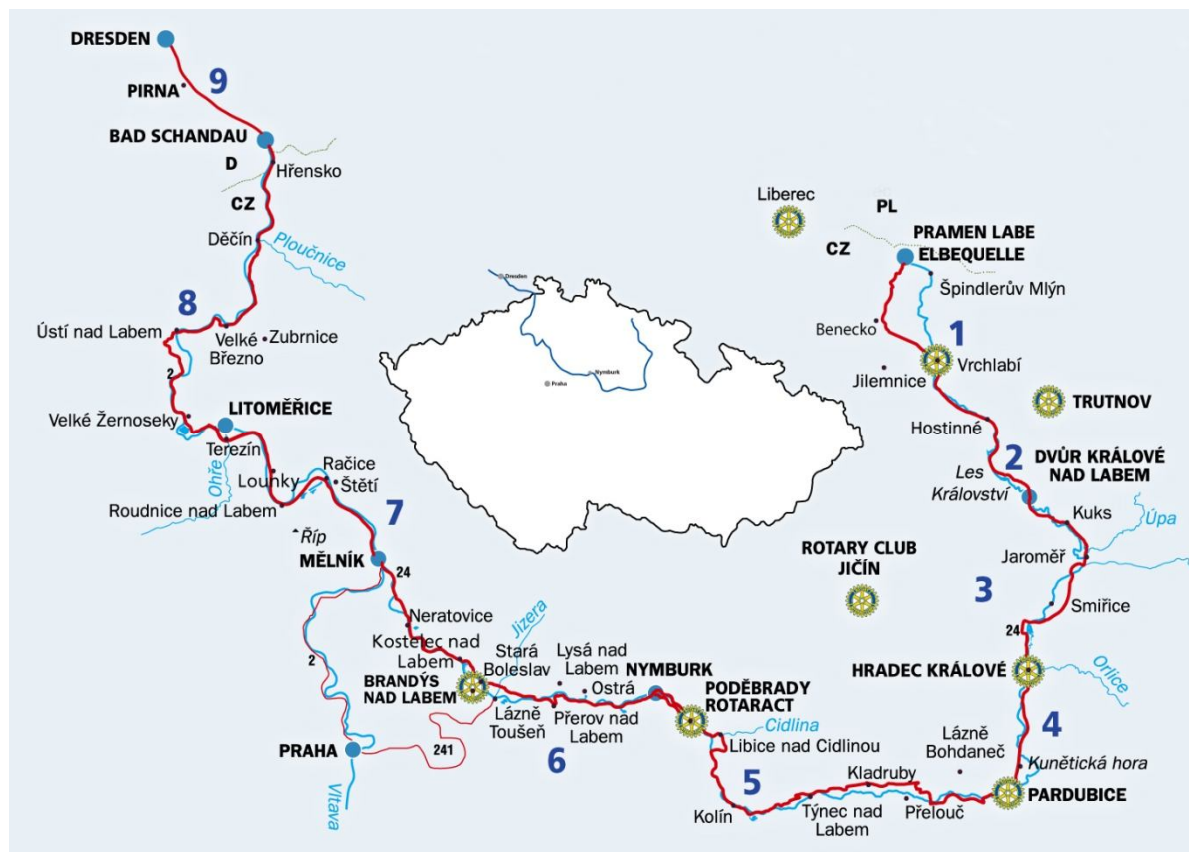 DRESDEN
9
PIRNA
BAD SCHANDAU
D
Hřensko
CZ
Děčín
Ploučnice
8
Ústí nad Labem
Velké
Březno
Zubrnice
2
Velké Žernoseky
LITOMĚŘICE
Terezín
Ohře
Lounky
Račice
Štětí
Roudnice nad Labem
7
Říp
MĚLNÍK
24
Neratovice
Kostelec nad
Labem
Stará
Boleslav
Jizera
BRANDÝS
NAD LABEM
Lázně
Toušeň
2
PRAHA
241
Vltava
Lysá nad
Labem
Ostrá
Přerov nad
Labem
6
NYMBURK
PODĚBRADY
ROTARACT
Cidlina
Libice nad Cidlinou
5
Kolín
Týnec nad
Labem
Kladruby
Přelouč
Lázně
Bohdaneč
Kunětická hora
PARDUBICE
4
Orlice
HRADEC KRÁLOVÉ
24
3
Smiřice
Jaroměř
Úpa
Kuks
ROTARY CLUB
JIČÍN
Les
Království
2
DVŮR KRÁLOVÉ
NAD LABEM
Hostinné
TRUTNOV
Jilemnice
Vrchlabí
1
Benecko
Špindlerův Mlýn
PRAMEN LABE
ELBEQUELLE
PL
CZ
Liberec
Dresden
Praha
Nymburk